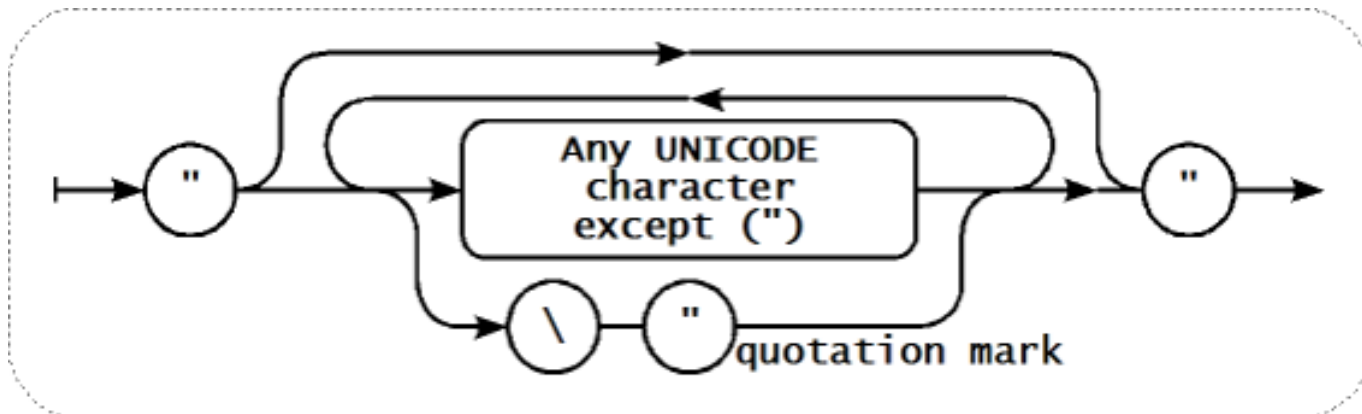 "
Any UNICODE
character
except (")
"
\
"
quotation mark